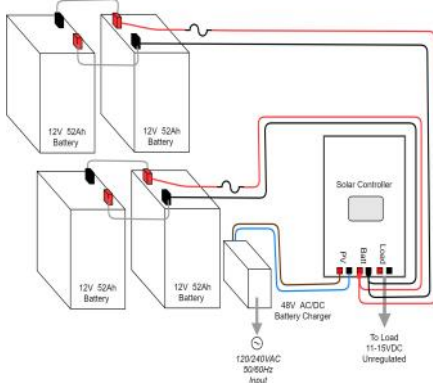 12V 52Ah
Battery
12V 52Ah
Battery
12V 52Ah
Battery
12V 52Ah
Battery
Solar Controller
PV
Batt
Load
48V AC/DC
Battery Charger
To Load
11-15VDC
Unregulated
120/240VAC
50/60Hz
Input